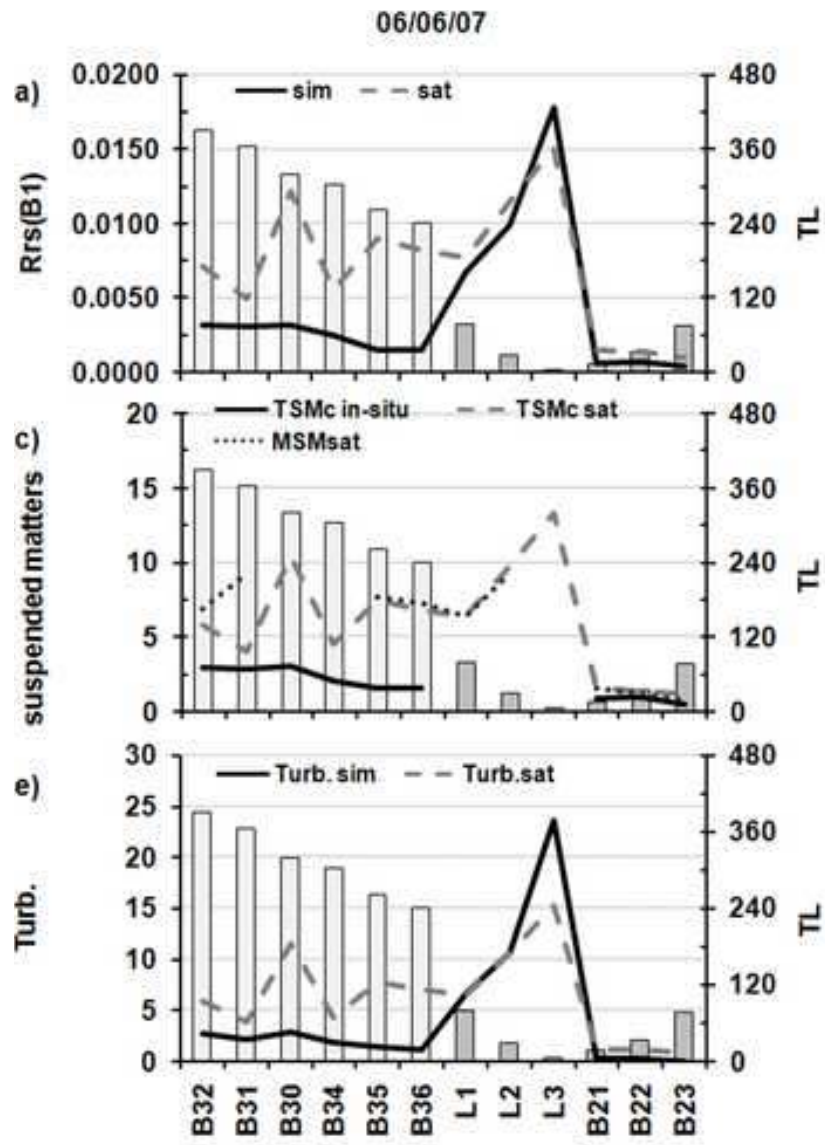 06/06/07
a)
Rrs(B1)
0.0200
0.0150
0.0100
0.0050
0.0000
sim
sat
480
360
240
120
0
TL
c)
suspended matters
20
15
10
5
0
TSMc in-situ
TSMc sat
MSMsat
480
360
240
120
0
TL
e)
Turb.
30
25
20
15
10
5
0
Turb. sim
Turb.sat
480
360
240
120
0
TL
B32
B31
B30
B34
B35
B36
L1
L2
L3
B21
B22
B23